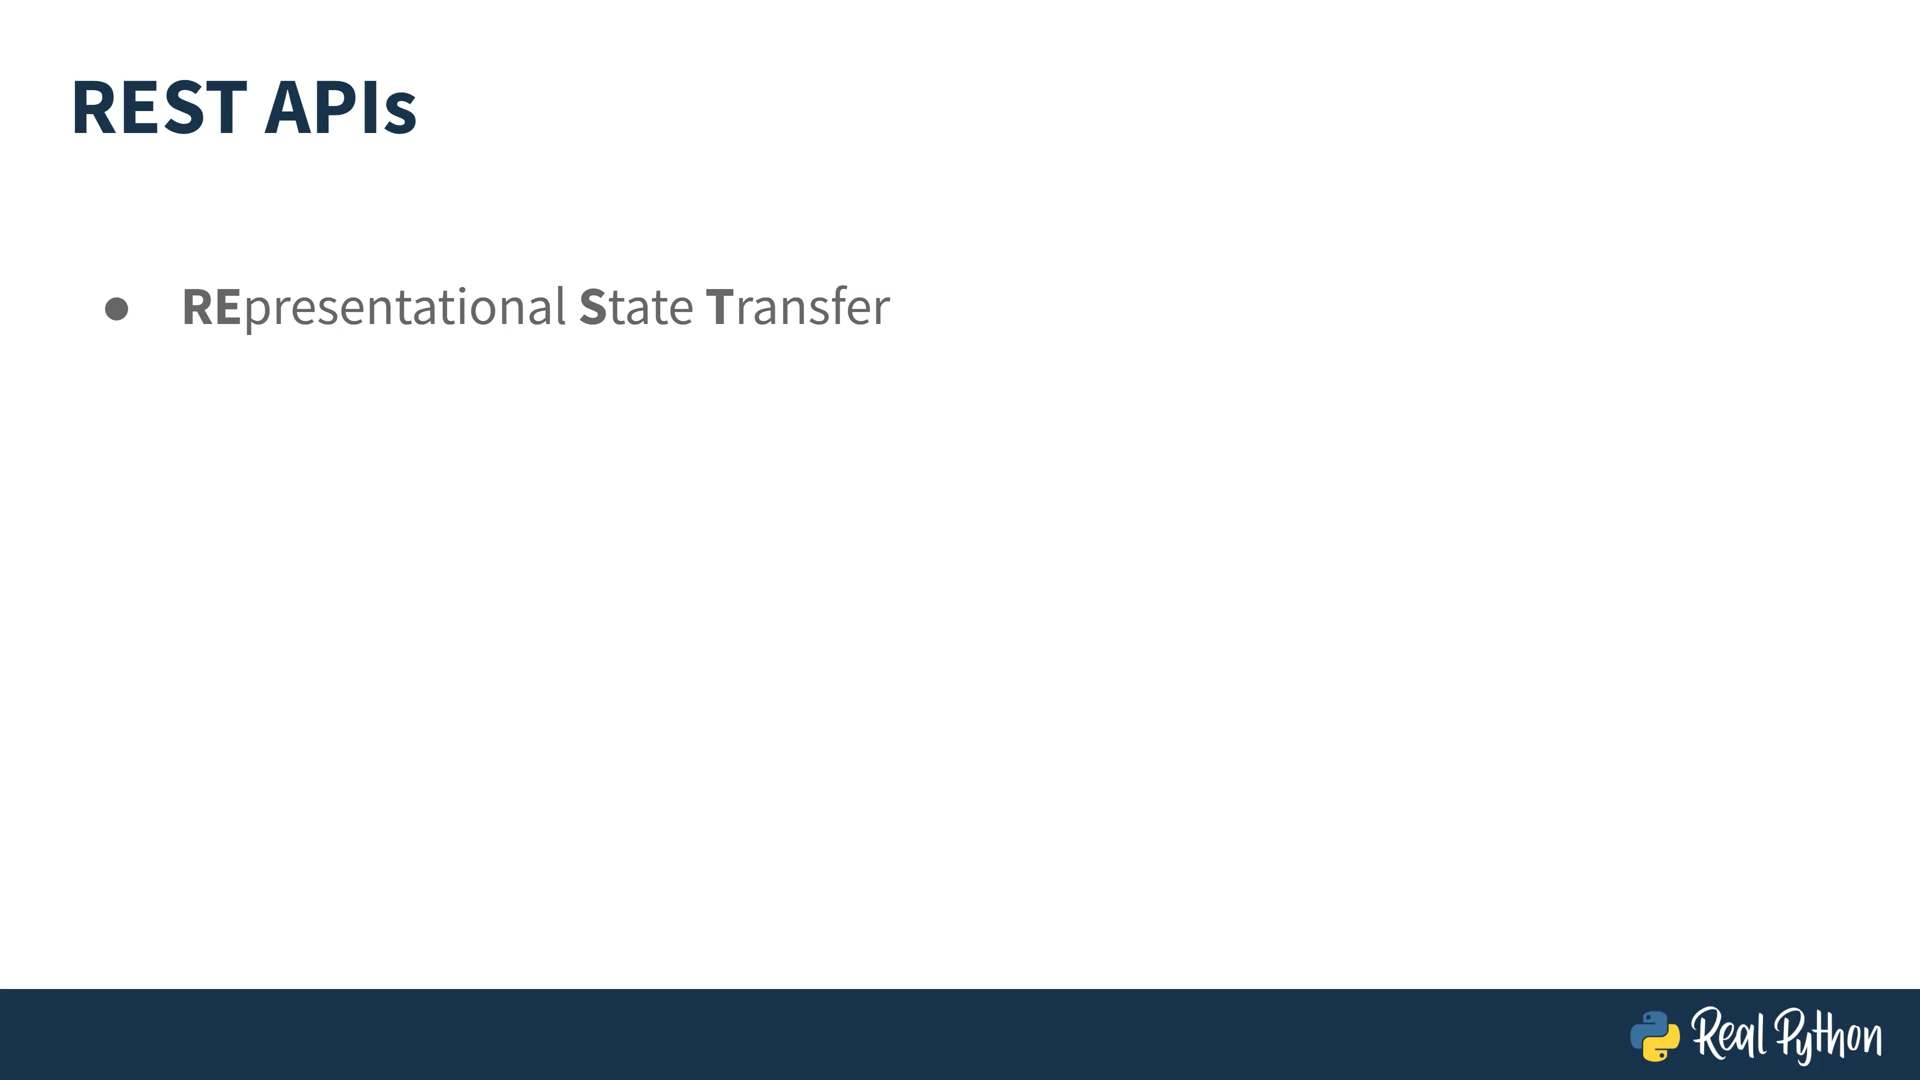 REST APIs
● REpresentational State Transfer
Real Python